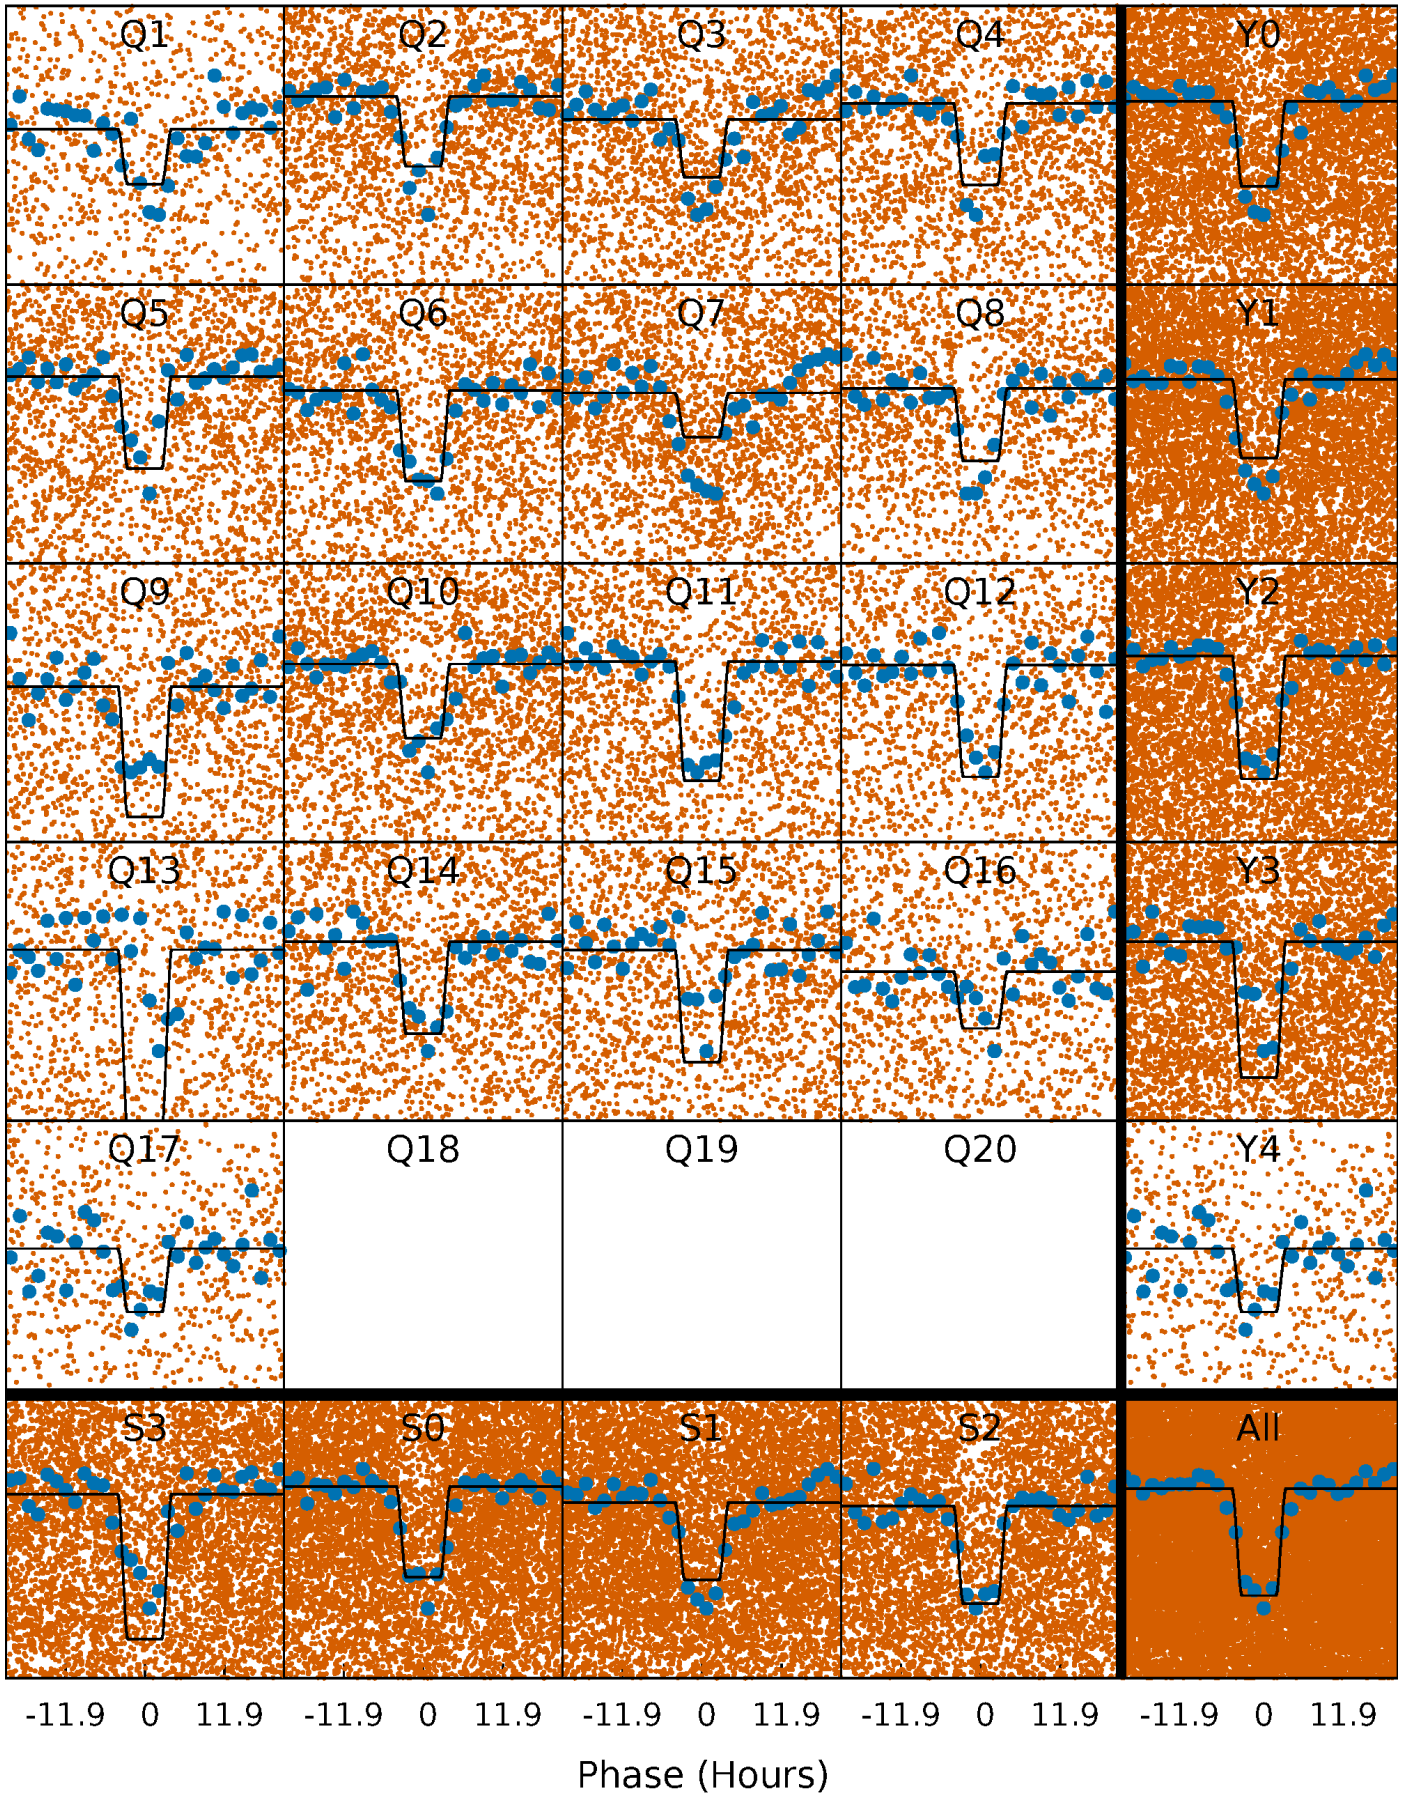 Q1 Q2 Q3 Q4 Y0
Q5 Q6 Q7 Q8 Y1
Q9 Q10 Q11 Q12 Y2
Q13 Q14 Q15 Q16 Y3
Q17 Q18 Q19 Q20 Y4
S3 S0 S1 S2 All
-11.9 0 11.9 -11.9 0 11.9 -11.9 0 11.9 -11.9 0 11.9 -11.9 0 11.9
Phase (Hours)